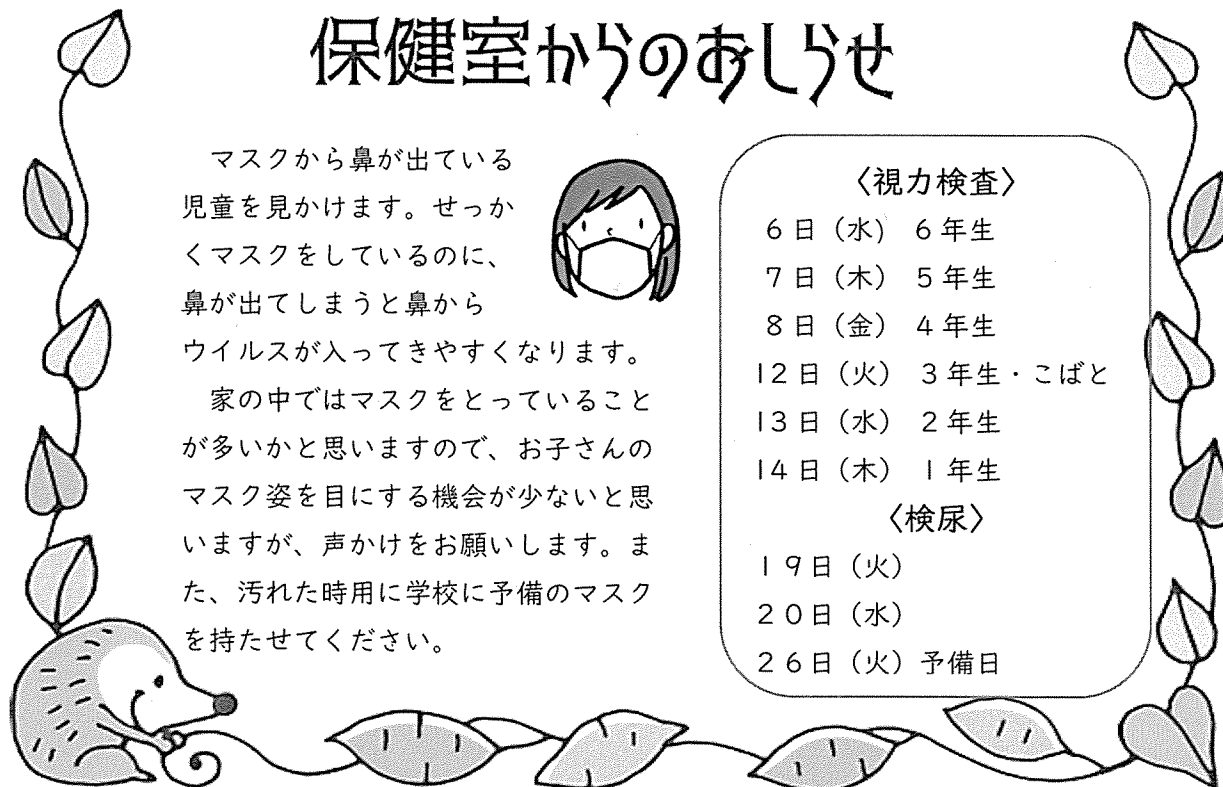 保健室からのおしらせ
マスクから鼻が出ている
児童を見かけます。せっか
くマスクをしているのに、
鼻が出てしまうと鼻から
ウイルスが入ってきやすくなります。
家の中ではマスクをとっていること
が多いかと思いますので、お子さんの
マスク姿を目にする機会が少ないと思
いますが、声かけをお願いします。ま
た、汚れた時用に学校に予備のマスク
を持たせてください。
〈視力検査〉
6日（水） 6年生
7日（木） 5年生
8日（金） 4年生
12日（火） 3年生・こばと
13日（水） 2年生
14日（木） 1年生
〈検尿〉
19日（火）
20日（水）
26日（火）予備日